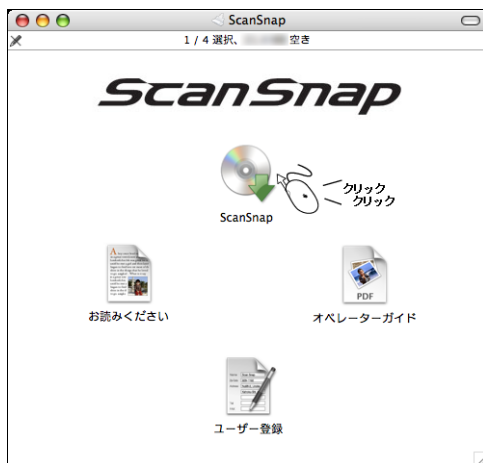 ScanSnap
1 / 4 選択、 空き
ScanSnap
クリック
クリック
ScanSnap
PDF
お読みください
オペレーターガイド
ユーザー登録